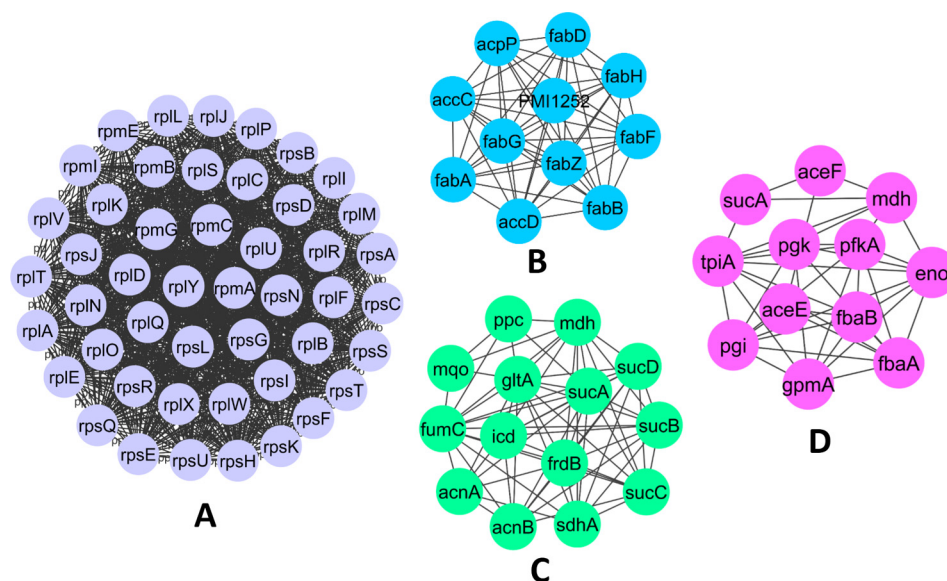 rplL
rplJ
rplP
rpmE
rpsB
rpmI
rpmB
rplS
rplC
rplI
rplV
rplK
rpsD
rplM
rpmG
rpmC
rpsJ
rplU
rplR
rpsA
rplT
rplD
rplY
rpmA
rpsN
rplF
rpsC
rplA
rplN
rplQ
rpsG
rplB
rpsS
rplE
rplO
rpsL
rpsI
rpsT
rpsR
rplX
rplW
rpsQ
rpsF
rpsE
rpsU
rpsH
rpsK
A
acpP
fabD
fabH
accC
PMI1252
fabG
fabF
fabZ
fabA
accD
fabB
B
ppc
mdh
mqo
gltA
sucA
sucD
fumC
icd
sucB
frdB
acnA
sucC
acnB
sdhA
C
aceF
sucA
mdh
tpiA
pgk
pfkA
eno
aceE
fbaB
pgi
fbaA
gpmA
D